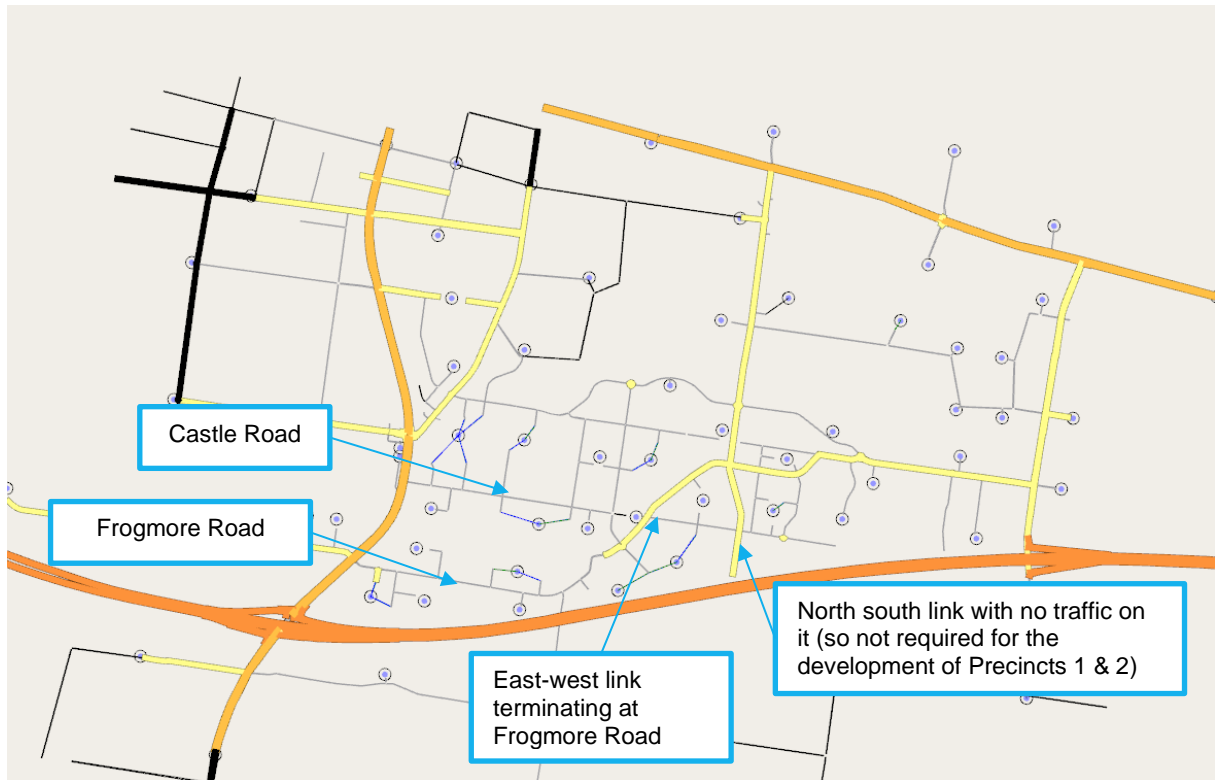 Castle Road
Frogmore Road
North south link with no traffic on
it (so not required for the
development of Precincts 1 & 2)
East-west link
terminating at
Frogmore Road